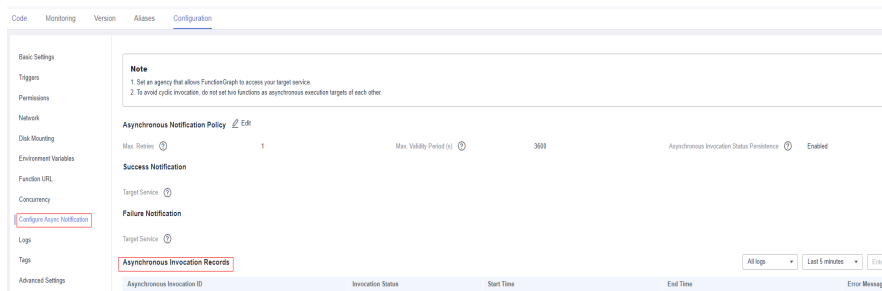 Code Monitoring Version Aliases Configuration
Basic Settings
Triggers
Permissions
Network
Disk Mounting
Environment Variables
Function URL
Concurrency
Configure Async Notification
Logs
Tags
Advanced Settings
Note
1. Set an agency that allows FunctionGraph to access your target service.
2. To avoid cyclic invocation, do not set two functions as asynchronous execution targets of each other.
Asynchronous Notification Policy Edit
Max. Retries ? 1 Max. Validity Period (s) ? 3600 Asynchronous Invocation Status Persistence ? Enabled
Success Notification
Target Service ?
Failure Notification
Target Service ?
Asynchronous Invocation Records All logs Last 5 minutes Ente
Asynchronous Invocation ID Invocation Status Start Time End Time Error Messag